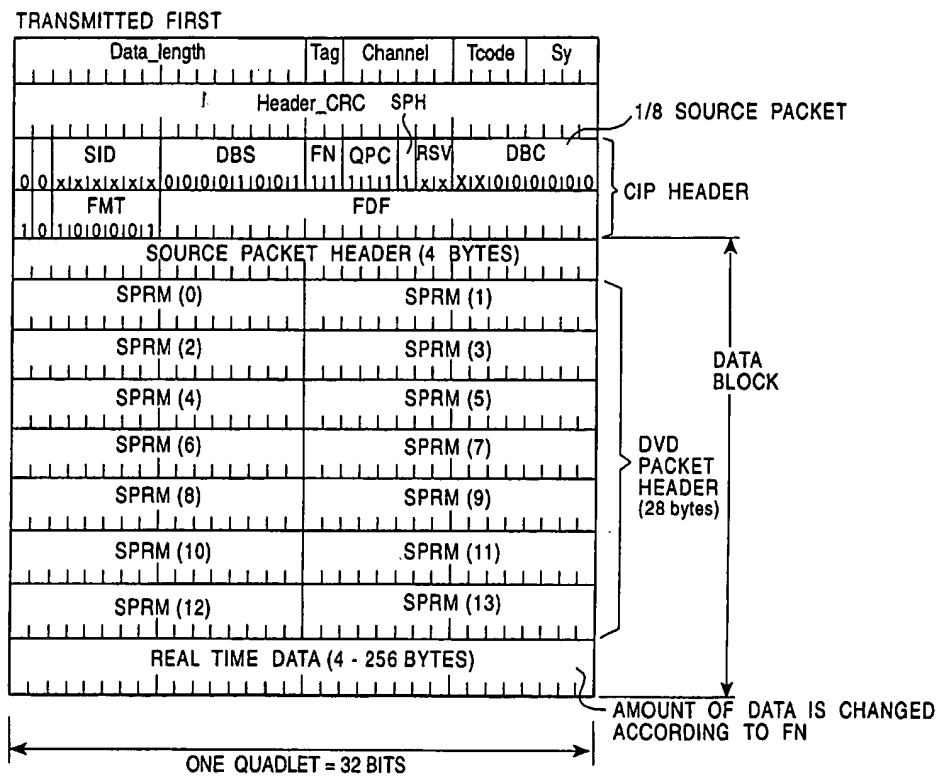 TRANSMITTED FIRST
Data_length Tag Channel Tcode Sy
Header_CRC SPH
1/8 SOURCE PACKET
SID DBS FN QPC RSV DBC
0 0 x x x x x x 0 0 0 0 1 1 0 0 1 1 1 1 1 1 1 x x X X 0 0 0 0 0 0
CIP HEADER
FMT FDF
1 0 1 0 0 0 0 1
SOURCE PACKET HEADER (4 BYTES)
SPRM (0) SPRM (1)
SPRM (2) SPRM (3)
SPRM (4) SPRM (5)
SPRM (6) SPRM (7)
SPRM (8) SPRM (9)
SPRM (10) SPRM (11)
SPRM (12) SPRM (13)
DATA
BLOCK
DVD
PACKET
HEADER
(28 bytes)
REAL TIME DATA (4 - 256 BYTES)
AMOUNT OF DATA IS CHANGED
ACCORDING TO FN
ONE QUADLET = 32 BITS